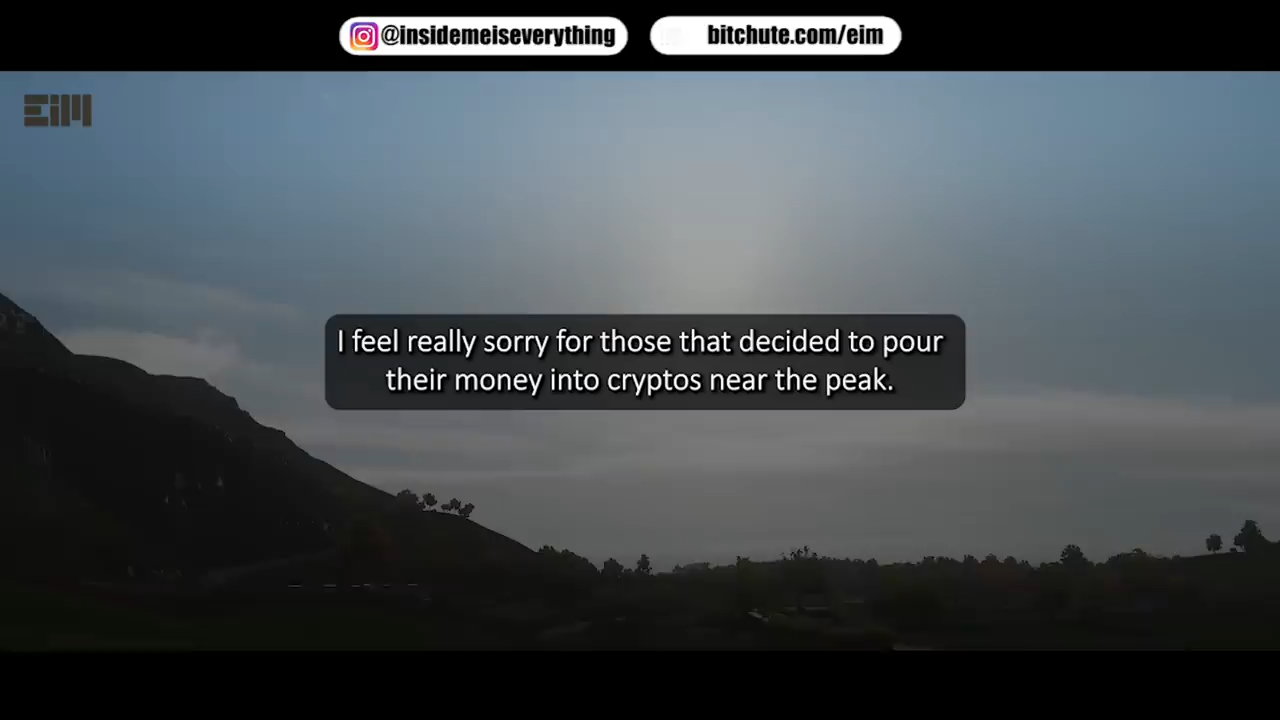 @insidemeiseverything
bitchute.com/eim
EiM
I feel really sorry for those that decided to pour
their money into cryptos near the peak.